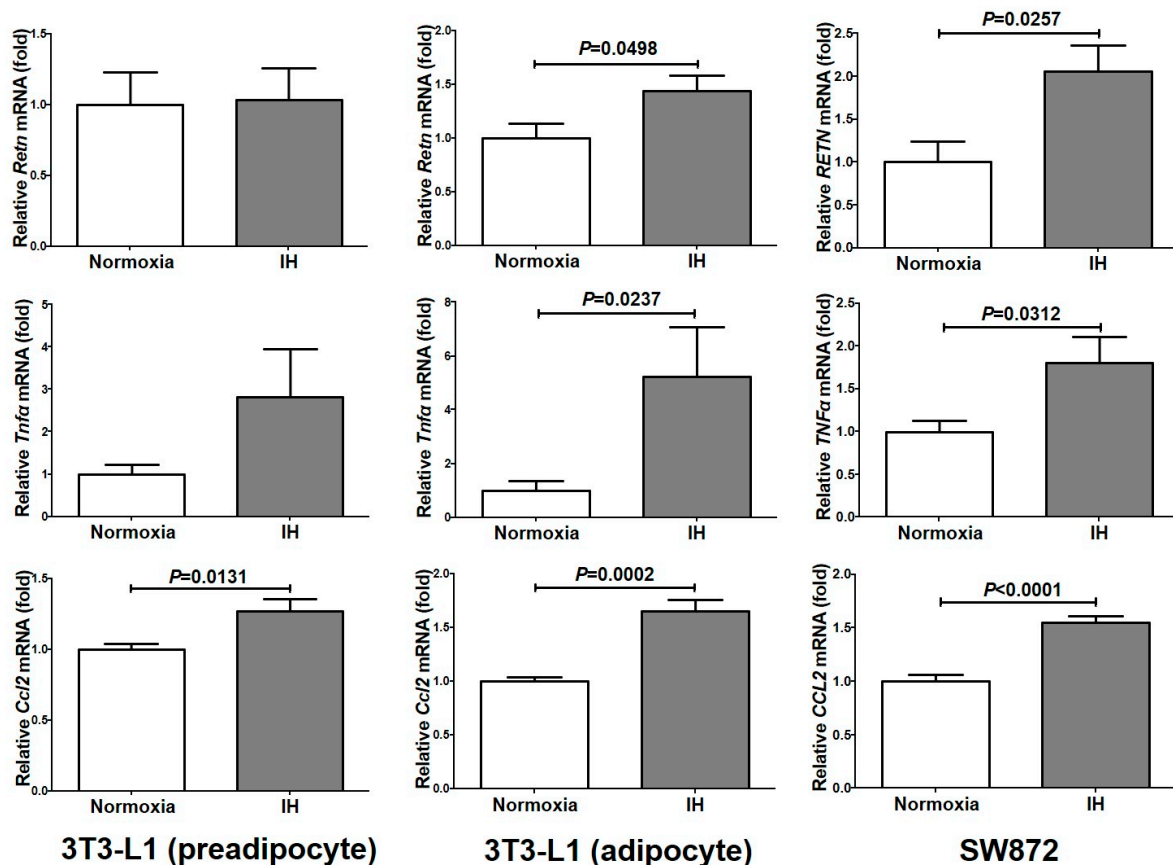 Relative Retn mRNA (fold)
1.5
1.0
0.5
0.0
Normoxia IH
Relative Retn mRNA (fold)
2.0
1.5
1.0
0.5
0.0
P=0.0498
Normoxia IH
Relative RETN mRNA (fold)
2.5
2.0
1.5
1.0
0.5
0.0
P=0.0257
Normoxia IH
Relative Tnfα mRNA (fold)
5
4
3
2
1
0
Normoxia IH
Relative Tnfα mRNA (fold)
8
6
4
2
0
P=0.0237
Normoxia IH
Relative TNFα mRNA (fold)
2.5
2.0
1.5
1.0
0.5
0.0
P=0.0312
Normoxia IH
Relative Ccl2 mRNA (fold)
1.5
1.0
0.5
0.0
P=0.0131
Normoxia IH
Relative Ccl2 mRNA (fold)
2.0
1.5
1.0
0.5
0.0
P=0.0002
Normoxia IH
Relative CCL2 mRNA (fold)
2.0
1.5
1.0
0.5
0.0
P<0.0001
Normoxia IH
3T3-L1 (preadipocyte) 3T3-L1 (adipocyte) SW872